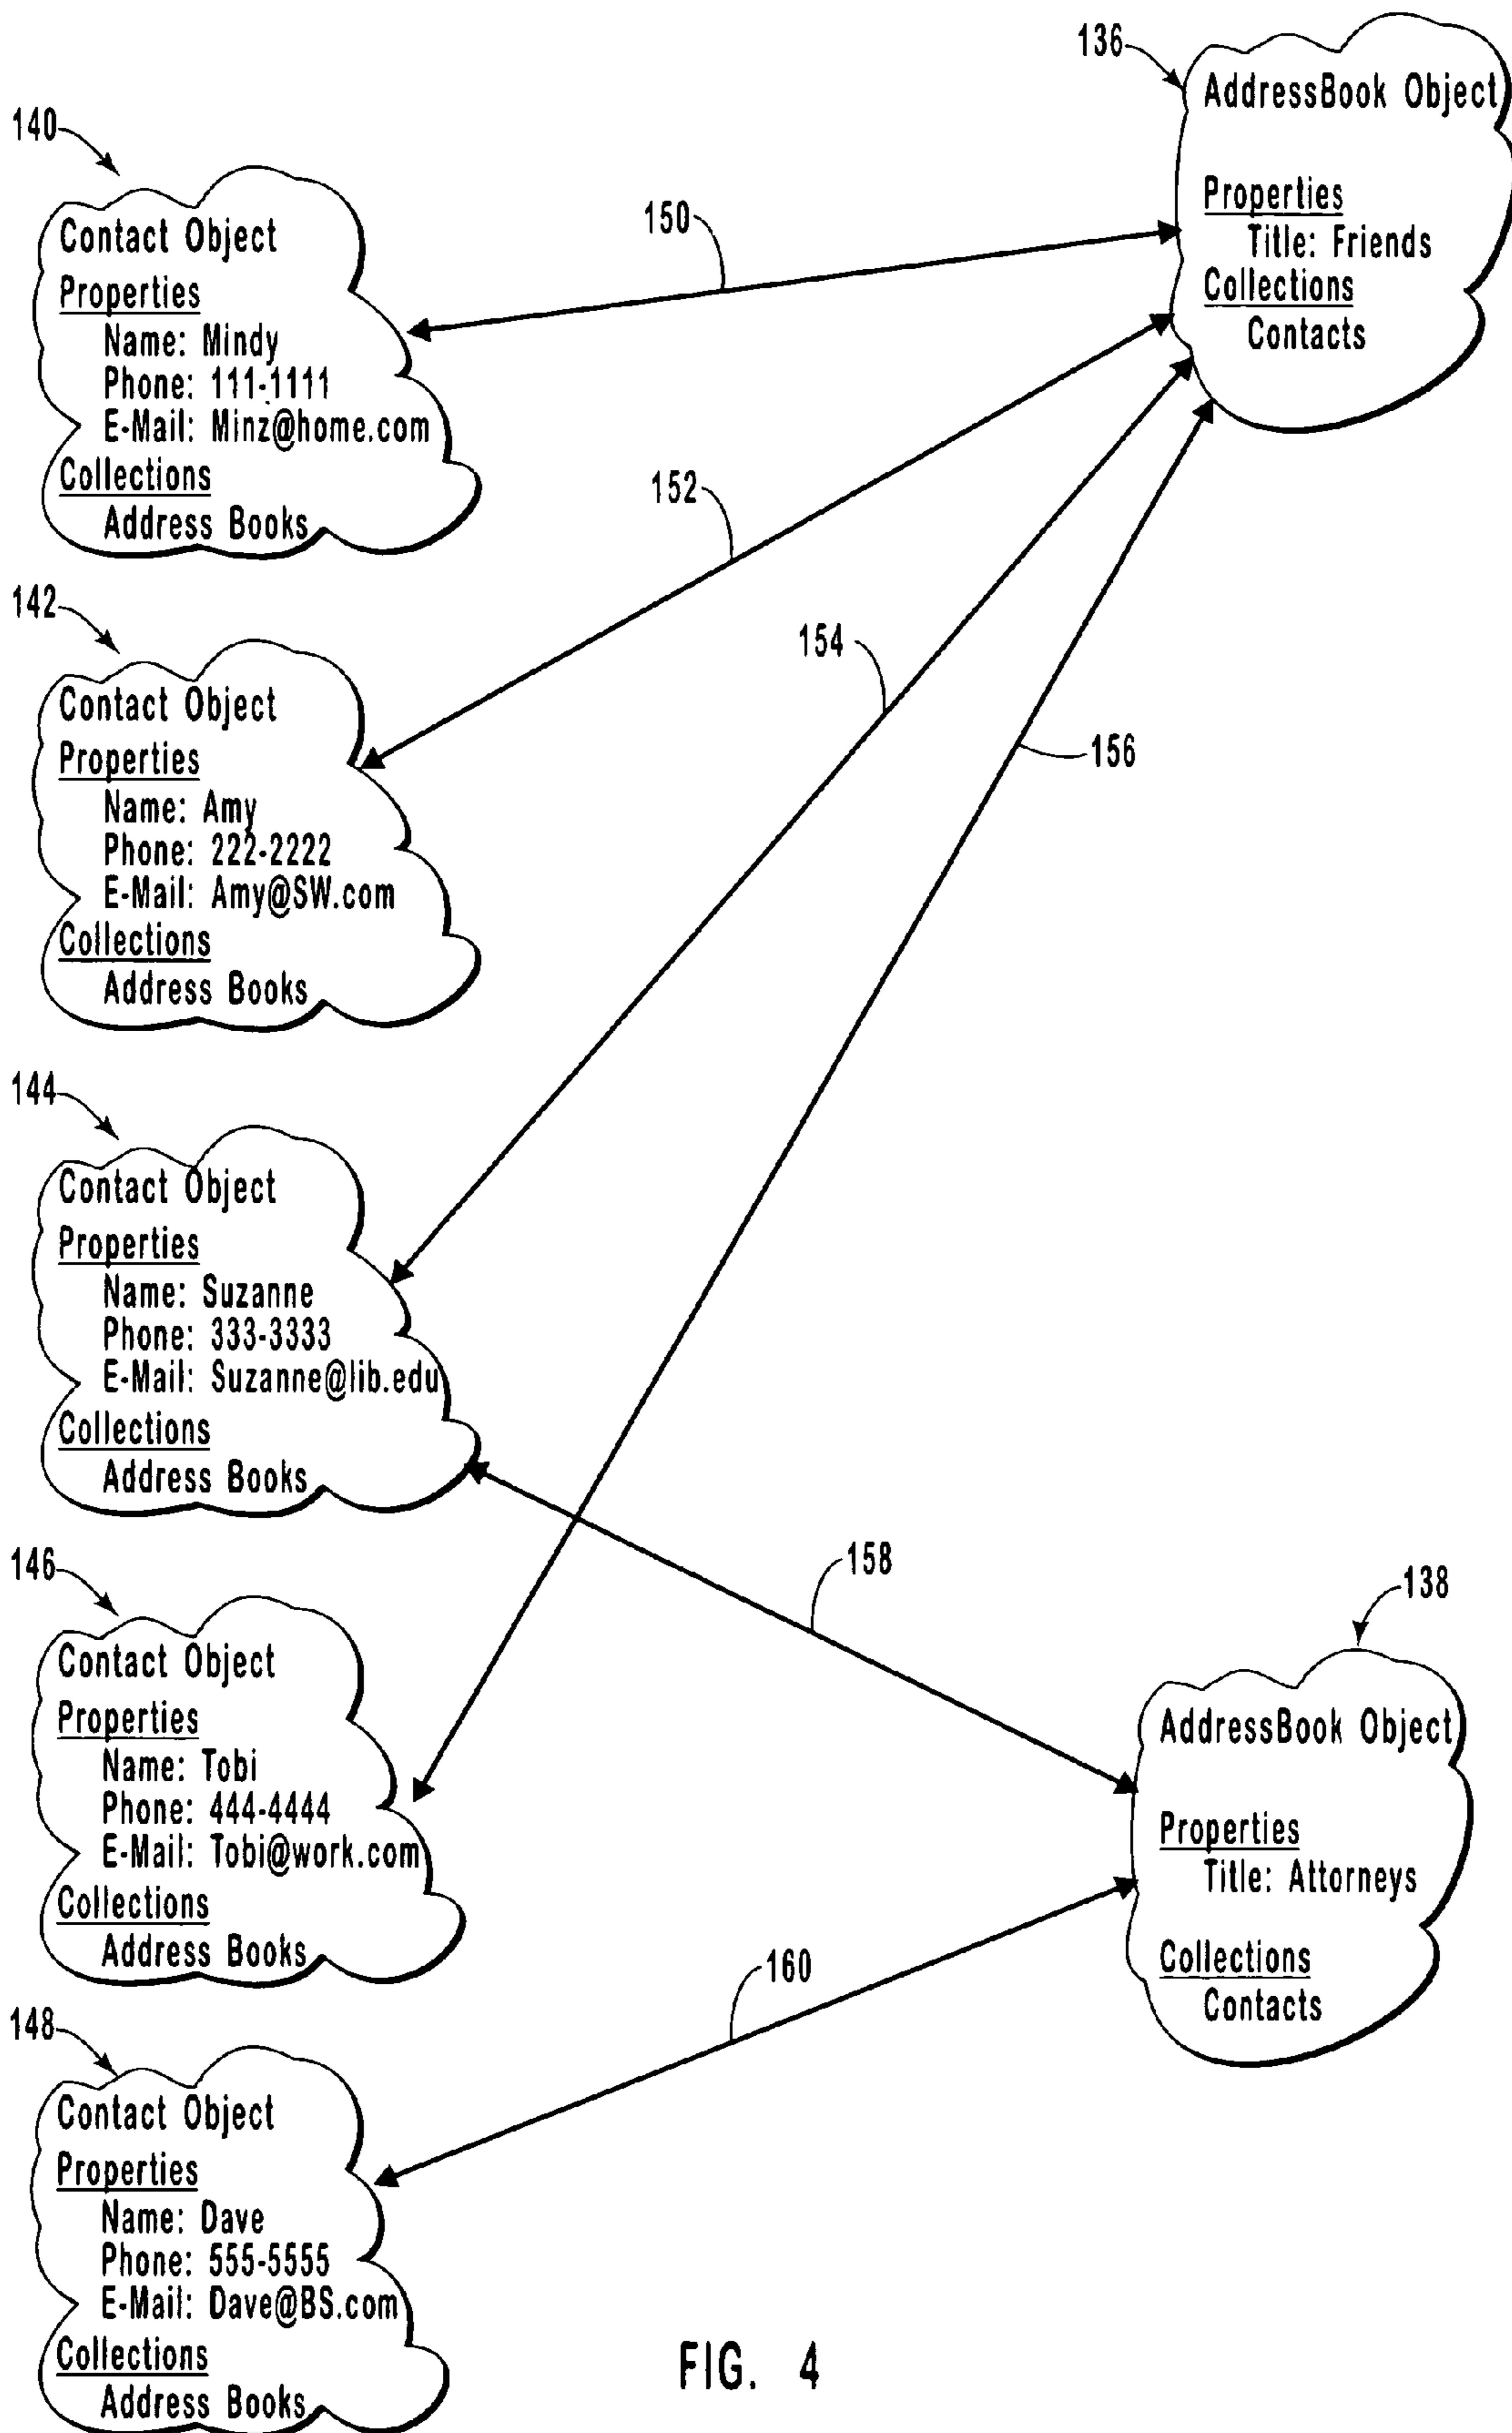 136
AddressBook Object
Properties
Title: Friends
Collections
Contacts
140
Contact Object
Properties
Name: Mindy
Phone: 111-1111
E-Mail: Minz@home.com
Collections
Address Books
150
152
142
Contact Object
Properties
Name: Amy
Phone: 222-2222
E-Mail: Amy@SW.com
Collections
Address Books
154
156
144
Contact Object
Properties
Name: Suzanne
Phone: 333-3333
E-Mail: Suzanne@lib.edu
Collections
Address Books
158
146
Contact Object
Properties
Name: Tobi
Phone: 444-4444
E-Mail: Tobi@work.com
Collections
Address Books
138
AddressBook Object
Properties
Title: Attorneys
Collections
Contacts
160
148
Contact Object
Properties
Name: Dave
Phone: 555-5555
E-Mail: Dave@BS.com
Collections
Address Books
FIG. 4